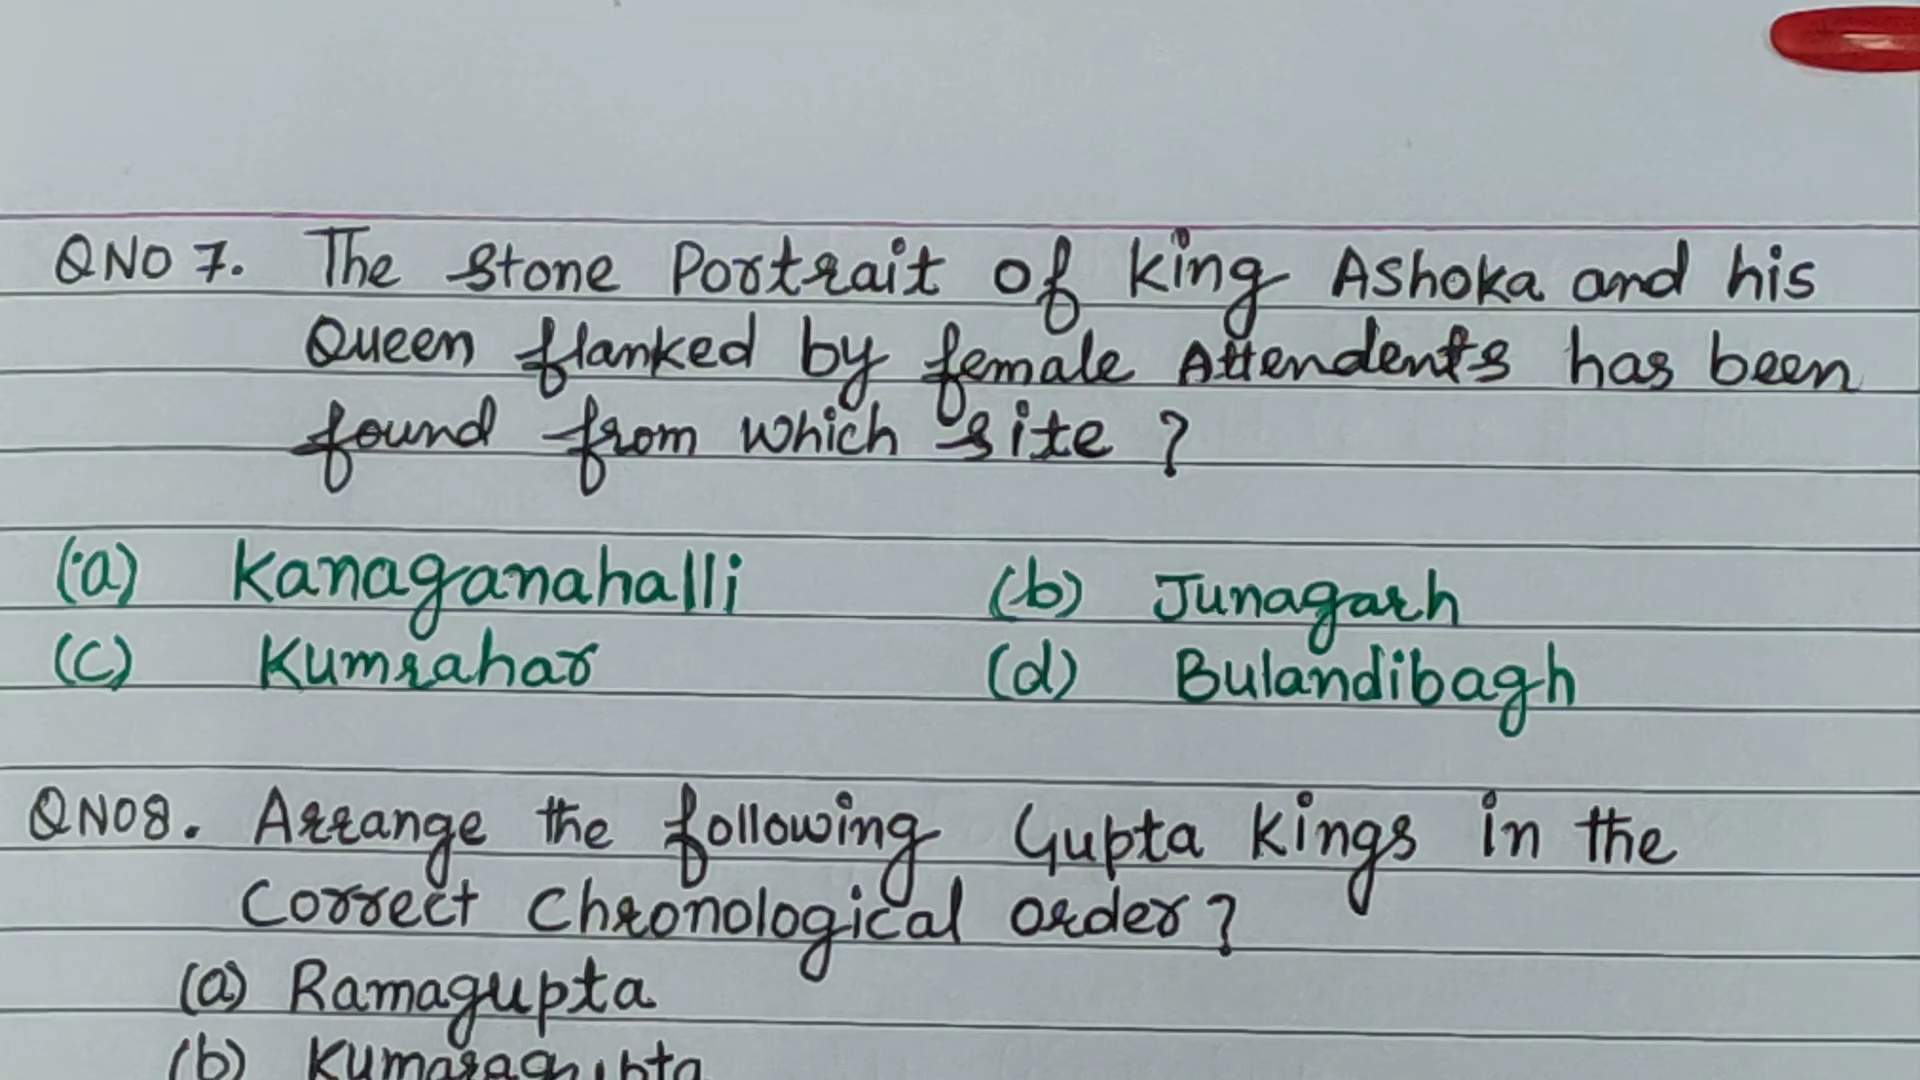 QNO 7. The Stone Portrait of King Ashoka and his
Queen flanked by female Attendents has been
found from which site ?
(a) Kanaganahalli (b) Junagarh
(c) Kumrahar (d) Bulandibagh
QNO8. Arrange the following Gupta Kings in the
Correct Chronological order ?
(a) Ramagupta
(b) Kumaragupta